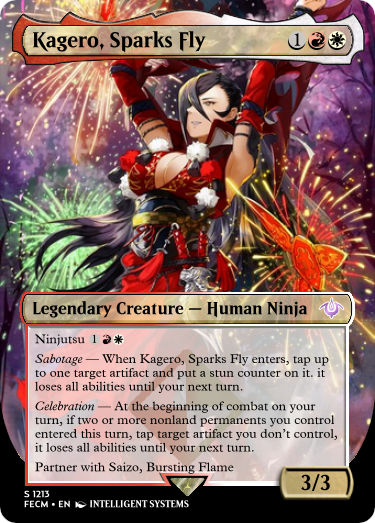 Kagero, Sparks Fly 1
Legendary Creature — Human Ninja
Ninjutsu 1
Sabotage — When Kagero, Sparks Fly enters, tap up
to one target artifact and put a stun counter on it. it
loses all abilities until your next turn.
Celebration — At the beginning of combat on your
turn, if two or more nonland permanents you control
entered this turn, tap target artifact you don't control,
it loses all abilities until your next turn.
Partner with Saizo, Bursting Flame
3/3
S 1213
FECM • EN INTELLIGENT SYSTEMS